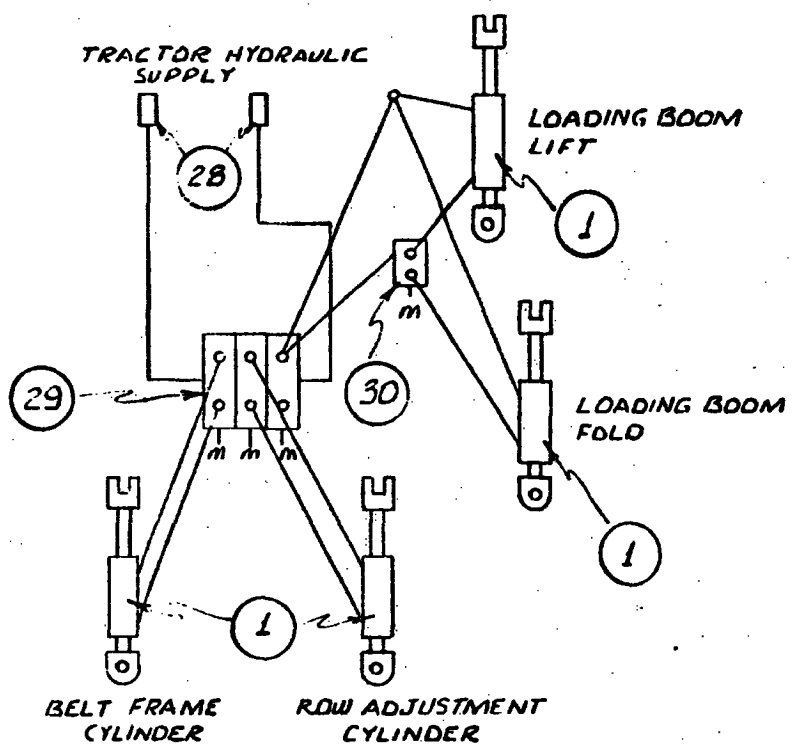 TRACTOR HYDRAULIC
SUPPLY
28
LOADING BOOM
LIFT
1
m
30
29
m m m
LOADING BOOM
FOLD
1
1
BELT FRAME
CYLINDER
ROW ADJUSTMENT
CYLINDER